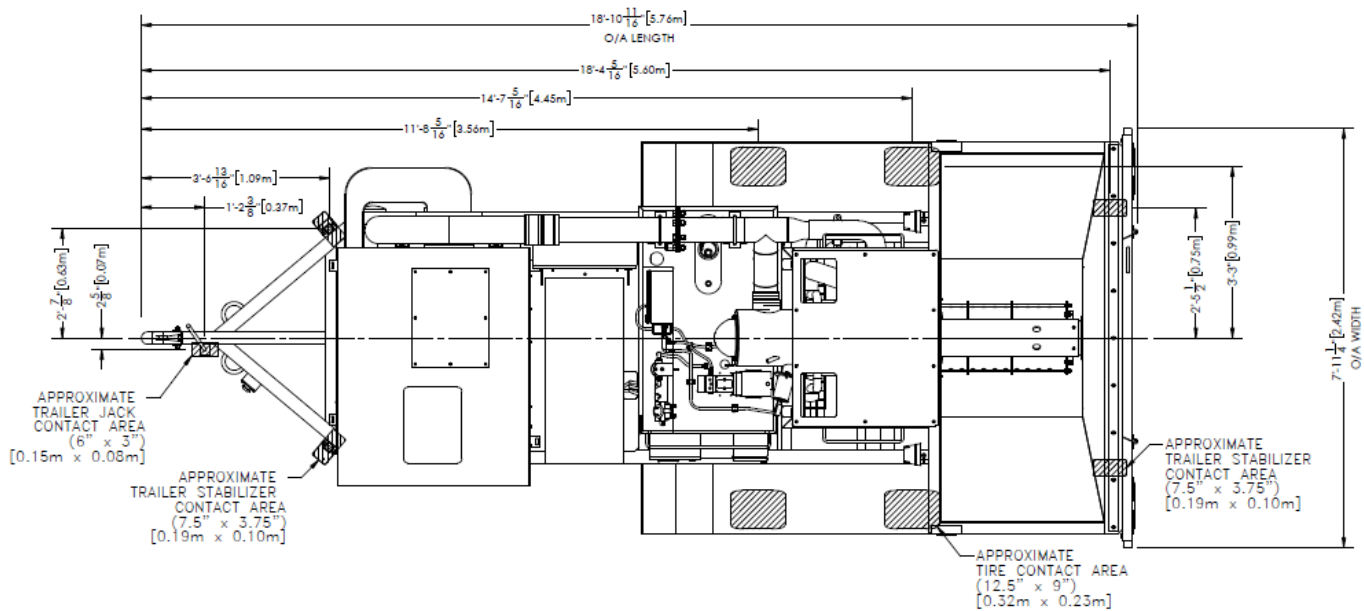 18'-10 11/16" [5.76m]
O/A LENGTH
18'-4 5/16" [5.60m]
14'-7 5/16" [4.45m]
11'-8 5/16" [3.56m]
3'-6 13/16" [1.09m]
1'-2 3/8" [0.37m]
2'-7/8" [0.63m]
2 5/8" [0.07m]
2'-5 1/2" [0.75m]
3'-3" [0.99m]
7'-11 1/4" [2.42m]
O/A WIDTH
APPROXIMATE
TRAILER JACK
CONTACT AREA
(6" x 3")
[0.15m x 0.08m]
APPROXIMATE
TRAILER STABILIZER
CONTACT AREA
(7.5" x 3.75")
[0.19m x 0.10m]
APPROXIMATE
TRAILER STABILIZER
CONTACT AREA
(7.5" x 3.75")
[0.19m x 0.10m]
APPROXIMATE
TIRE CONTACT AREA
(12.5" x 9")
[0.32m x 0.23m]